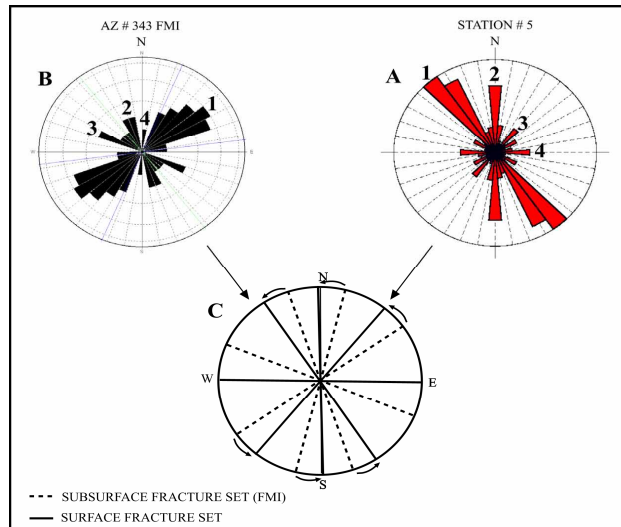 AZ # 343 FMI
N
B
1
2
4
3
W
E
S
STATION # 5
N
A
1
2
3
4
C
N
W
E
S
SUBSURFACE FRACTURE SET (FMI)
SURFACE FRACTURE SET